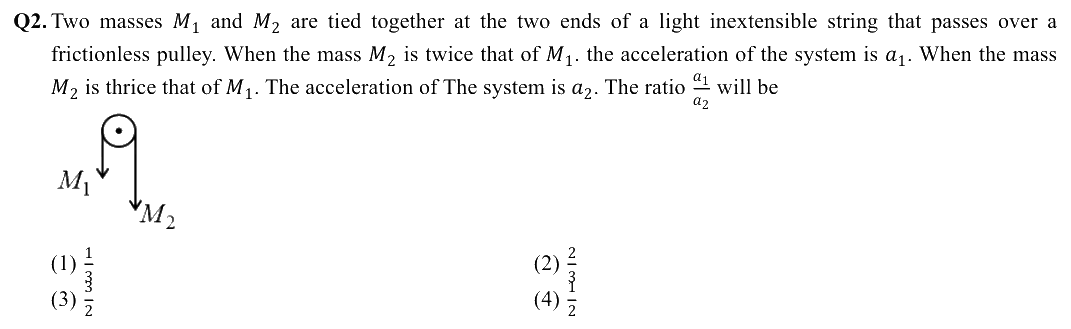 Q2. Two masses M₁ and M₂ are tied together at the two ends of a light inextensible string that passes over a
frictionless pulley. When the mass M₂ is twice that of M₁. the acceleration of the system is a₁. When the mass
M₂ is thrice that of M₁. The acceleration of The system is a₂. The ratio a₁/a₂ will be
M₁
M₂
(1) 1/3 (2) 2/3
(3) 3/2 (4) 1/2